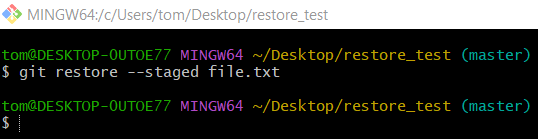 MINGW64:/c/Users/tom/Desktop/restore_test
tom@DESKTOP-OUTOE77 MINGW64 ~/Desktop/restore_test (master)
$ git restore --staged file.txt
tom@DESKTOP-OUTOE77 MINGW64 ~/Desktop/restore_test (master)
$